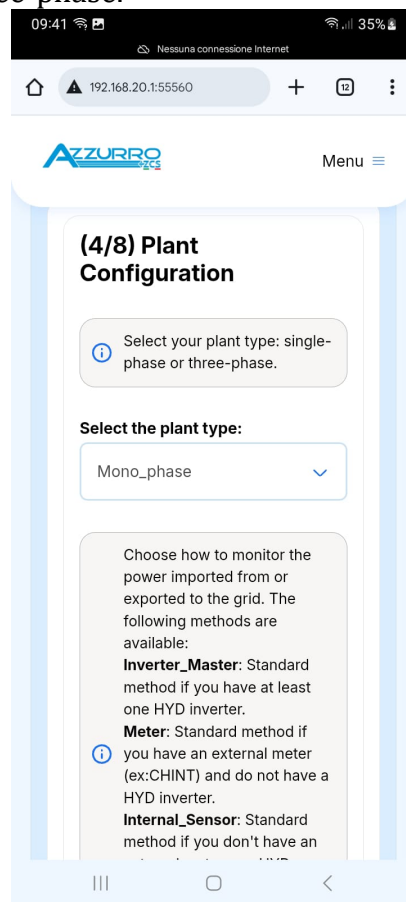 09:41 35%
Nessuna connessione Internet
192.168.20.1:55560 12
AZZURRO
ZCS
Menu
(4/8) Plant
Configuration
Select your plant type: single-
phase or three-phase.
Select the plant type:
Mono_phase
Choose how to monitor the
power imported from or
exported to the grid. The
following methods are
available:
Inverter_Master: Standard
method if you have at least
one HYD inverter.
Meter: Standard method if
you have an external meter
(ex:CHINT) and do not have a
HYD inverter.
Internal_Sensor: Standard
method if you don't have an